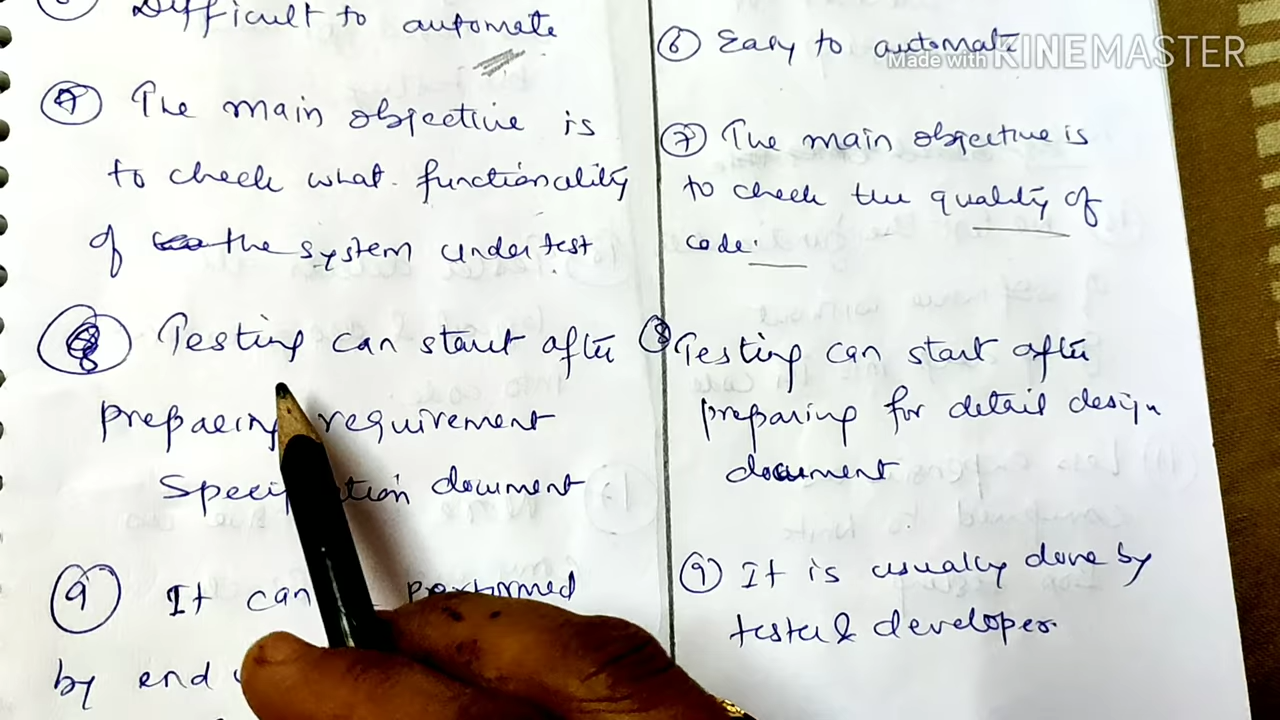 Difficult to automate
⑦ The main objective is
to check what functionality
of the system under test
⑧ Testing can start after
preparing requirement
document
⑨ It can performed
by end
⑥ Easy to automate
Made with KINEMASTER
⑦ The main objective is
to check the quality of
code.
⑧ Testing can start after
preparing for detail design
document
⑨ It is usually done by
tester & developer.